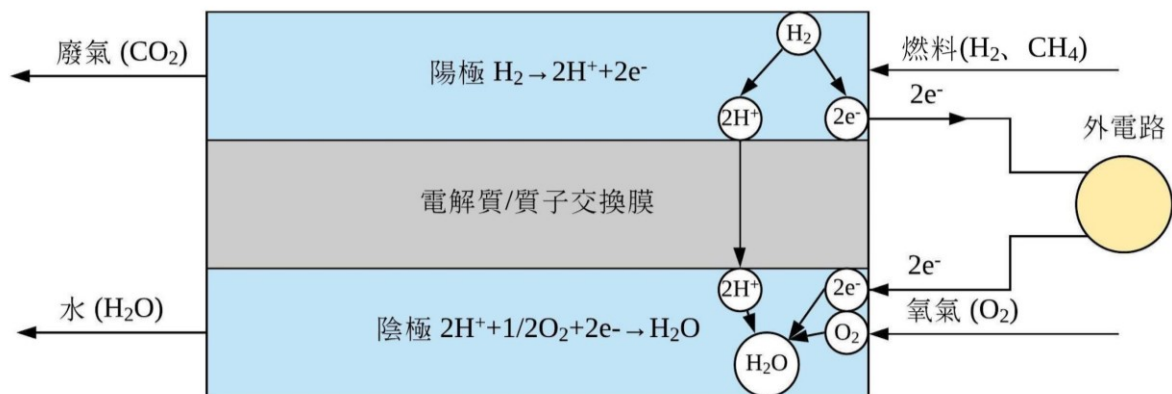 廢氣 (CO₂)
陽極 H₂→2H⁺+2e⁻
H₂
2H⁺
2e⁻
燃料(H₂、CH₄)
2e⁻
外電路
電解質/質子交換膜
2e⁻
水 (H₂O)
陰極 2H⁺+1/2O₂+2e-→H₂O
2H⁺
2e⁻
O₂
H₂O
氧氣 (O₂)